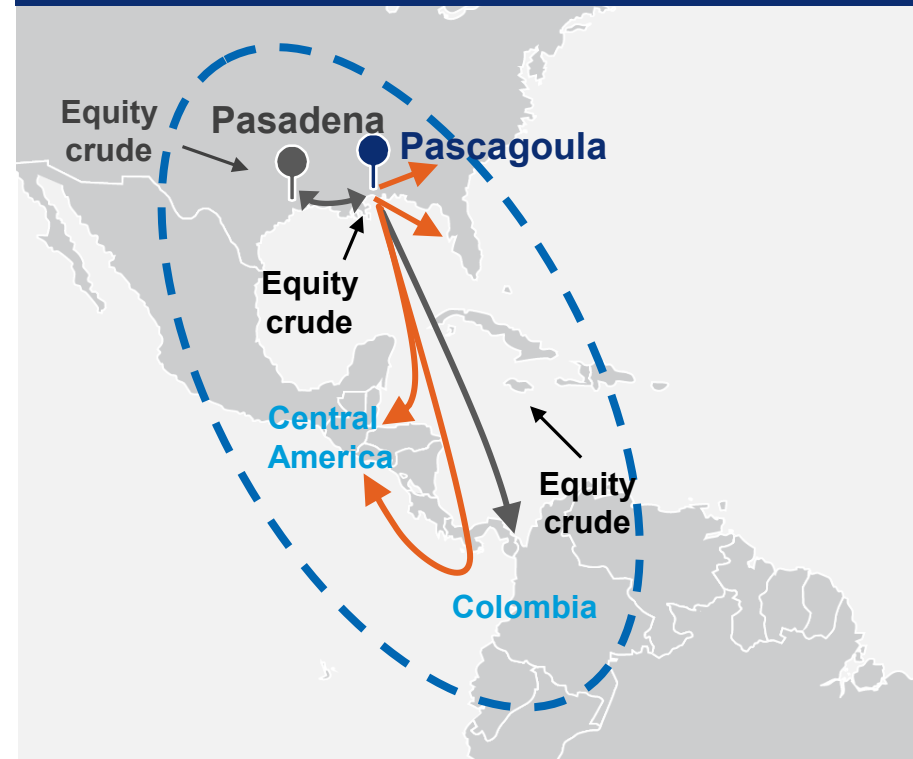 Equity
crude
Pasadena
Pascagoula
Equity
crude
Central
America
Equity
crude
Colombia